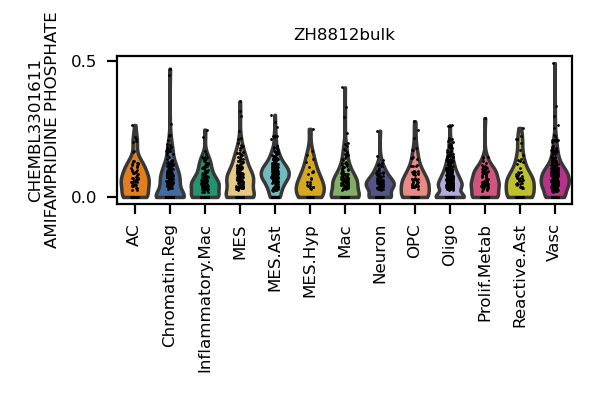 ZH8812bulk
CHEMBL3301611
AMIFAMPRIDINE PHOSPHATE
0.5
0.0
AC
Chromatin.Reg
Inflammatory.Mac
MES
MES.Ast
MES.Hyp
Mac
Neuron
OPC
Oligo
Prolif.Metab
Reactive.Ast
Vasc